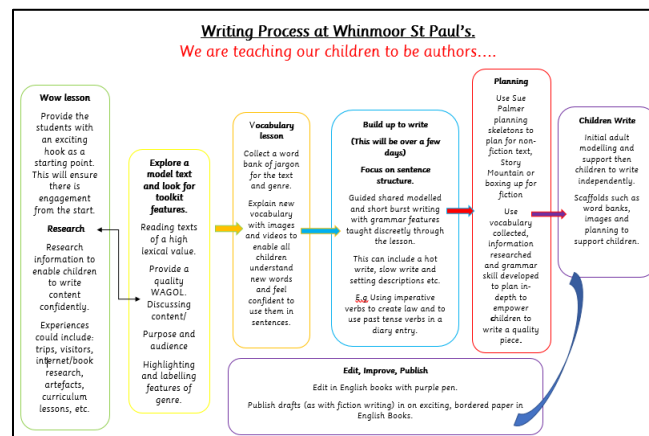 Writing Process at Whinmoor St Paul's.
We are teaching our children to be authors....
Wow lesson
Provide the
students with
an exciting
hook as a
starting point.
This will ensure
there is
engagement
from the start.
Research
Research
information to
enable children
to write
content
confidently.
Experiences
could include:
trips, visitors,
internet/book
research,
artefacts,
curriculum
lessons, etc.
Explore a
model text
and look for
toolkit
features.
Reading texts
of a high
lexical value.
Provide a
quality
WAGOL.
Discussing
content/
Purpose and
audience
Highlighting
and labelling
features of
genre.
Vocabulary
lesson
Collect a word
bank of jargon
for the text
and genre.
Explain new
vocabulary
with images
and videos to
enable all
children
understand
new words
and feel
confident to
use them in
sentences.
Build up to write
(This will be over a few
days)
Focus on sentence
structure.
Guided shared modelled
and short burst writing
with grammar features
taught discreetly through
the lesson.
This can include a hot
write, slow write and
setting descriptions etc.
E.g Using imperative
verbs to create law and to
use past tense verbs in a
diary entry.
Planning
Use Sue
Palmer
planning
skeletons to
plan for non-
fiction text,
Story
Mountain or
boxing up for
fiction
Use
vocabulary
collected,
information
researched and
grammar
skill developed
to plan in-
depth to
empower
children to
write a quality
piece.
Children Write
Initial adult
modelling and
support then
children to write
independently.
Scaffolds such as
word banks,
images and
planning to
support children.
Edit, Improve, Publish
Edit in English books with purple pen.
Publish drafts (as with fiction writing) in on exciting, bordered paper in
English Books.